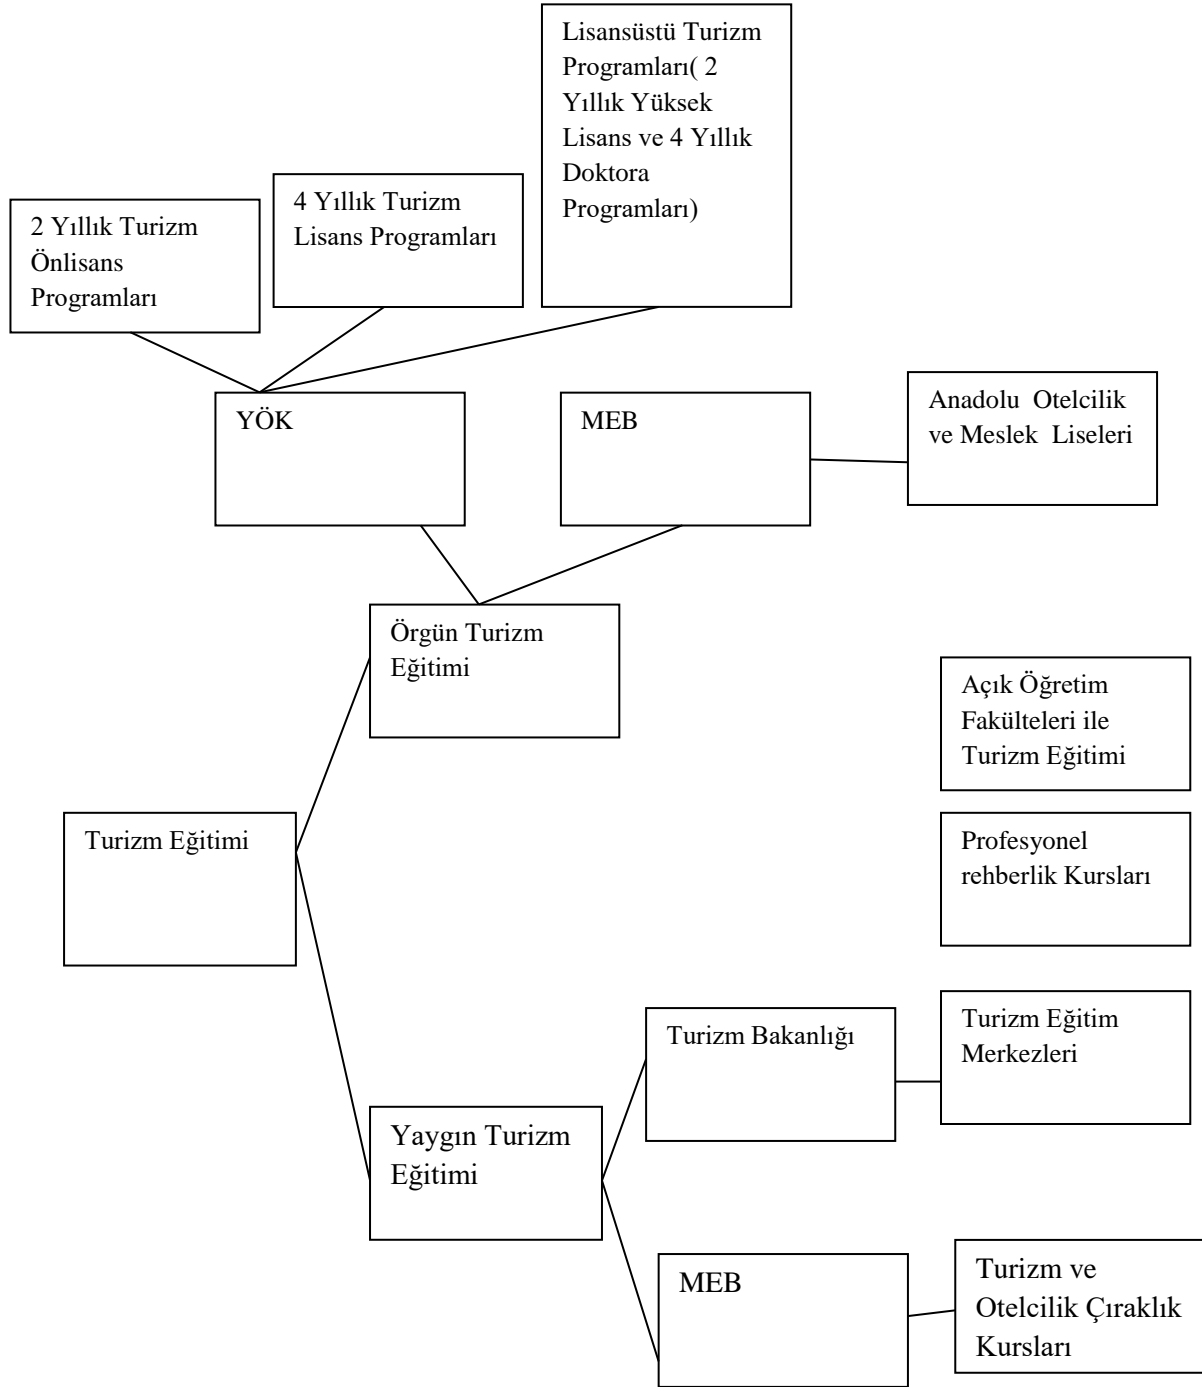 Lisansüstü Turizm
Programları( 2
Yıllık Yüksek
Lisans ve 4 Yıllık
Doktora
Programları)
4 Yıllık Turizm
Lisans Programları
2 Yıllık Turizm
Önlisans
Programları
YÖK
MEB
Anadolu Otelcilik
ve Meslek Liseleri
Örgün Turizm
Eğitimi
Açık Öğretim
Fakülteleri ile
Turizm Eğitimi
Turizm Eğitimi
Profesyonel
rehberlik Kursları
Turizm Bakanlığı
Turizm Eğitim
Merkezleri
Yaygın Turizm
Eğitimi
MEB
Turizm ve
Otelcilik Çıraklık
Kursları